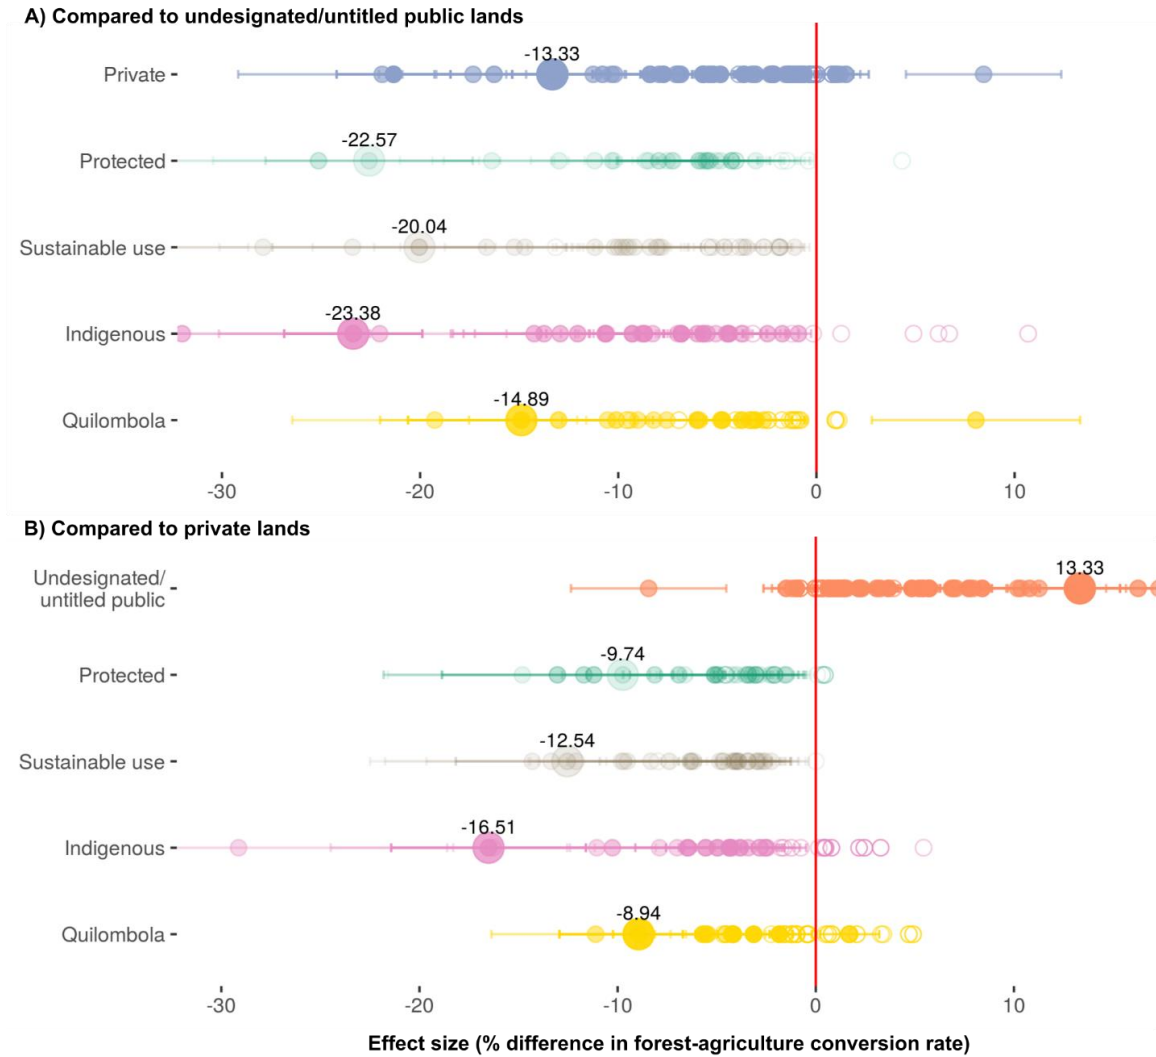 A) Compared to undesignated/untitled public lands
Private
-13.33
Protected
-22.57
Sustainable use
-20.04
Indigenous
-23.38
Quilombola
-14.89
-30 -20 -10 0 10
B) Compared to private lands
Undesignated/
untitled public
13.33
Protected
-9.74
Sustainable use
-12.54
Indigenous
-16.51
Quilombola
-8.94
-30 -20 -10 0 10
Effect size (% difference in forest-agriculture conversion rate)